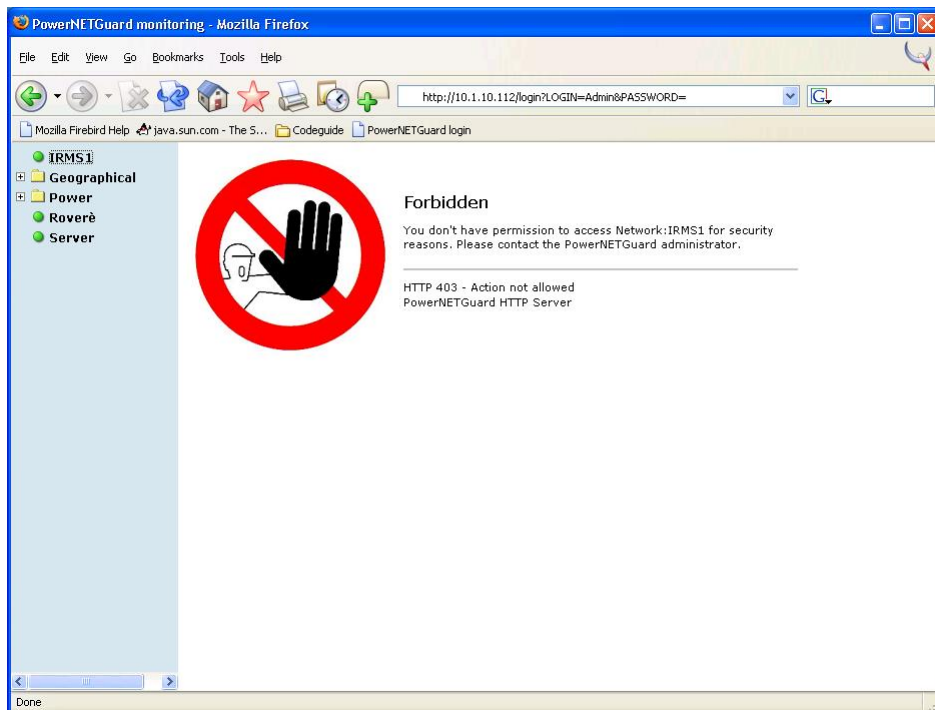 PowerNETGuard monitoring - Mozilla Firefox
File Edit View Go Bookmarks Tools Help
http://10.1.10.112/login?LOGIN=Admin&PASSWORD=
G
Mozilla Firebird Help java.sun.com - The S... Codeguide PowerNETGuard login
IRMS1
Geographical
Power
Roverè
Server
Forbidden
You don't have permission to access Network:IRMS1 for security
reasons. Please contact the PowerNETGuard administrator.
HTTP 403 - Action not allowed
PowerNETGuard HTTP Server
Done